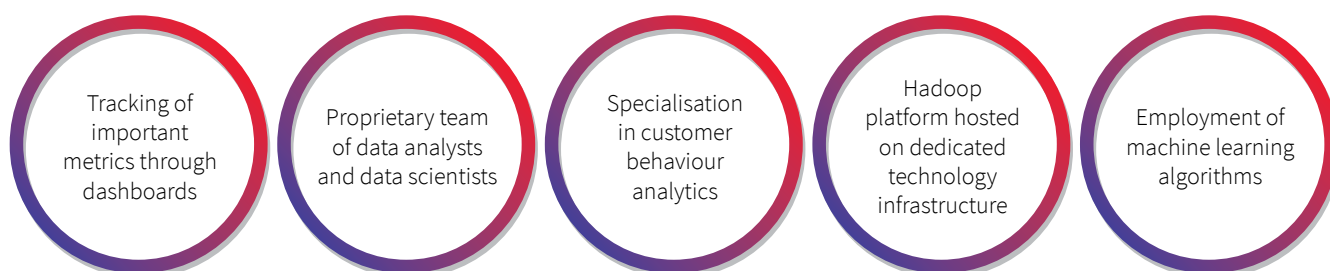 Tracking of
important
metrics through
dashboards
Proprietary team
of data analysts
and data scientists
Specialisation
in customer
behaviour
analytics
Hadoop
platform hosted
on dedicated
technology
infrastructure
Employment of
machine learning
algorithms